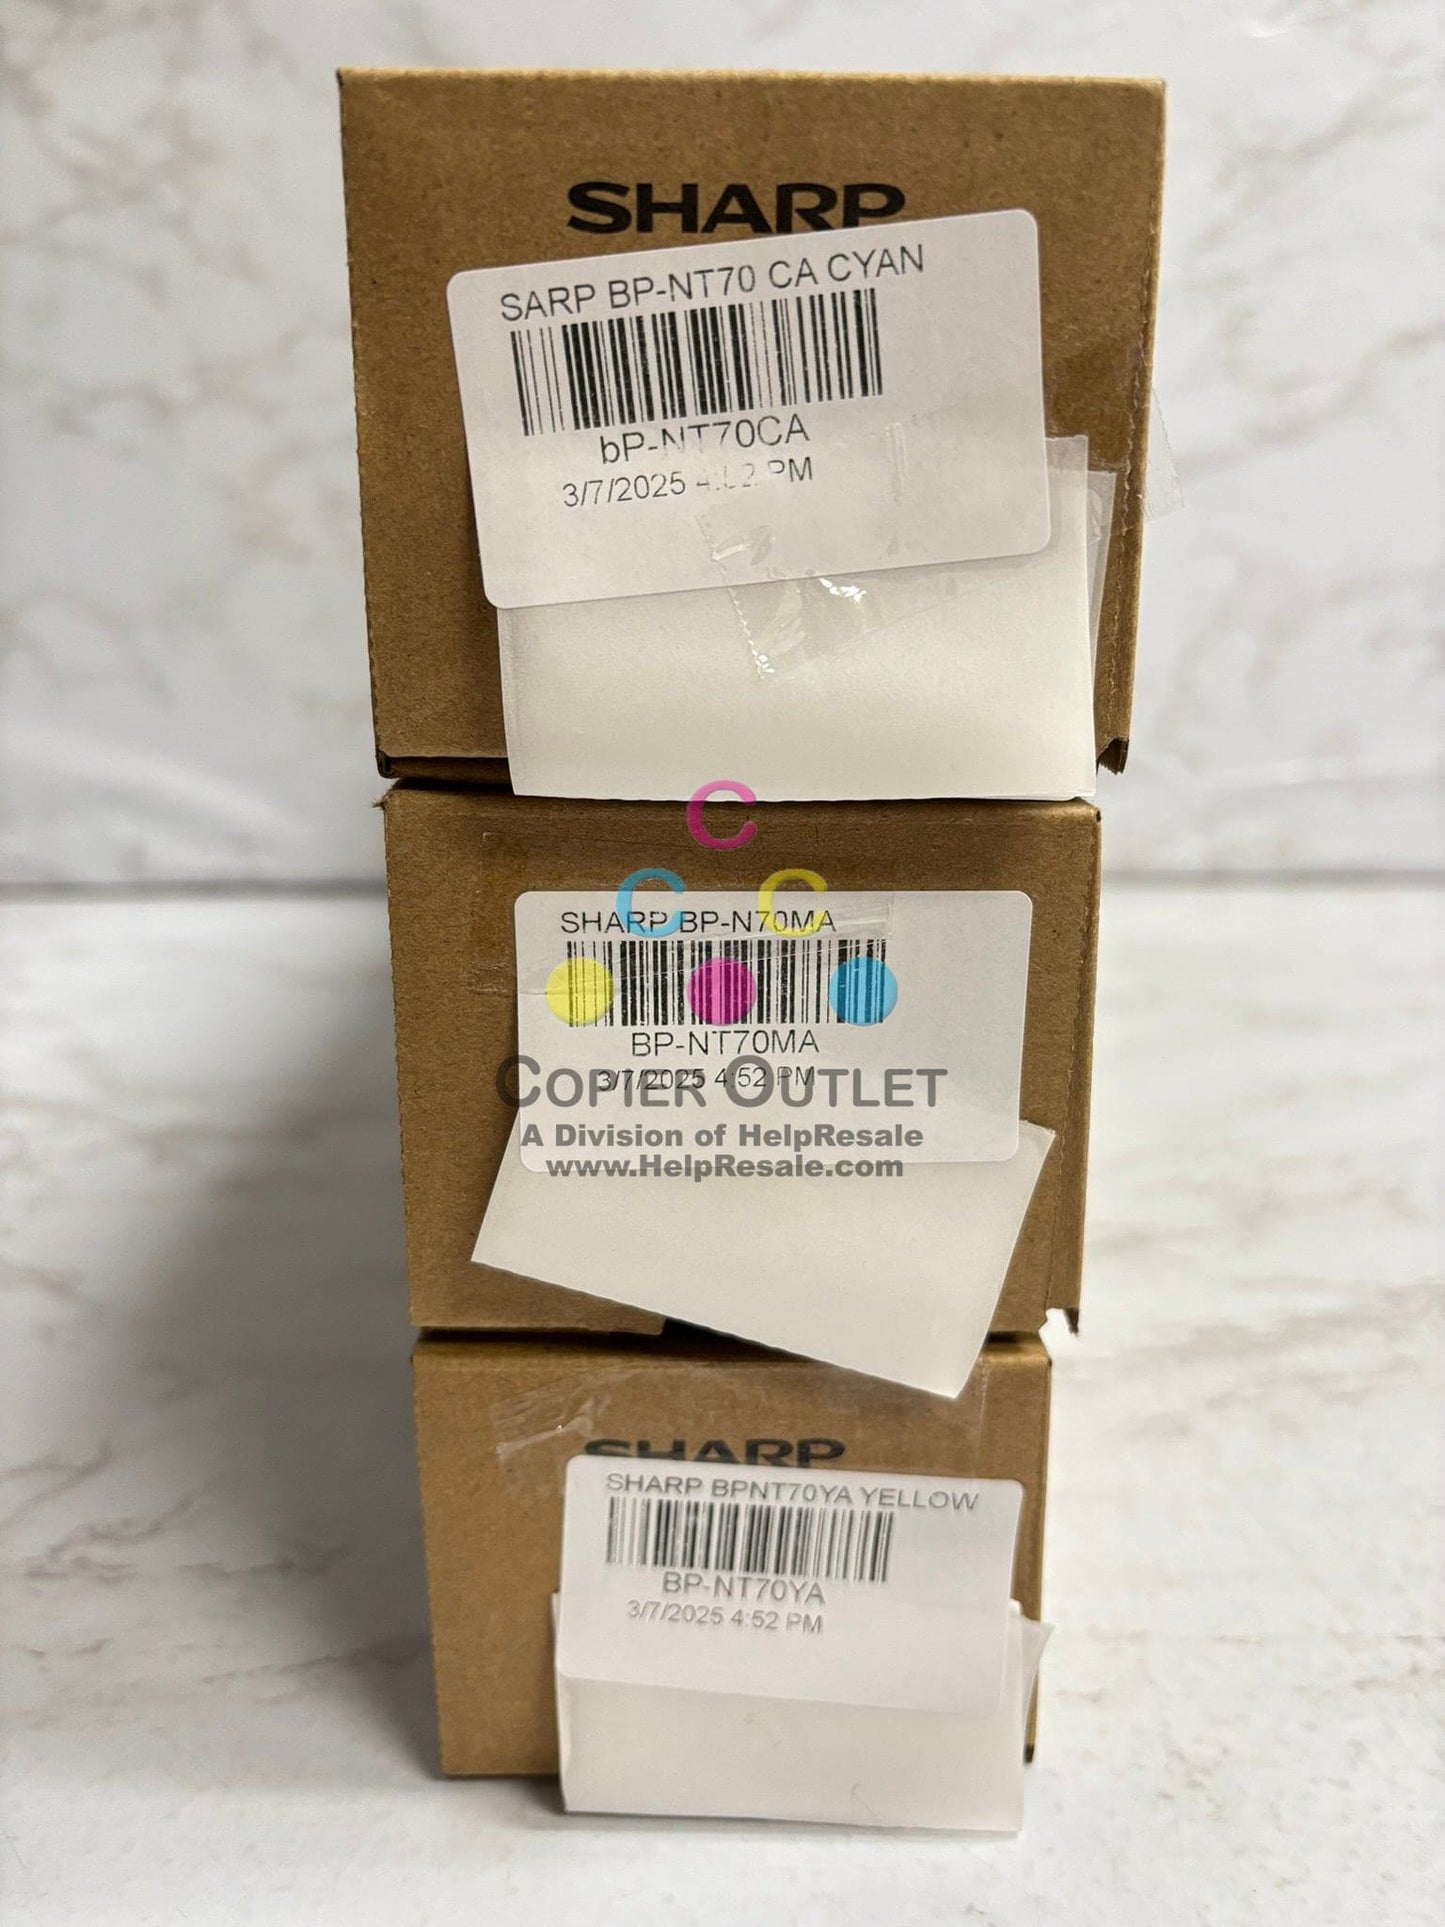 SHARP
SARP BP-NT70 CA CYAN
bP-NT70CA
3/7/2025 4:52 PM
C
C C
SHARP BP-N70MA
BP-NT70MA
3/7/2025 4:52 PM
COPIER OUTLET
A Division of HelpResale
www.HelpResale.com
SHARP
SHARP BPNT70YA YELLOW
BP-NT70YA
3/7/2025 4:52 PM